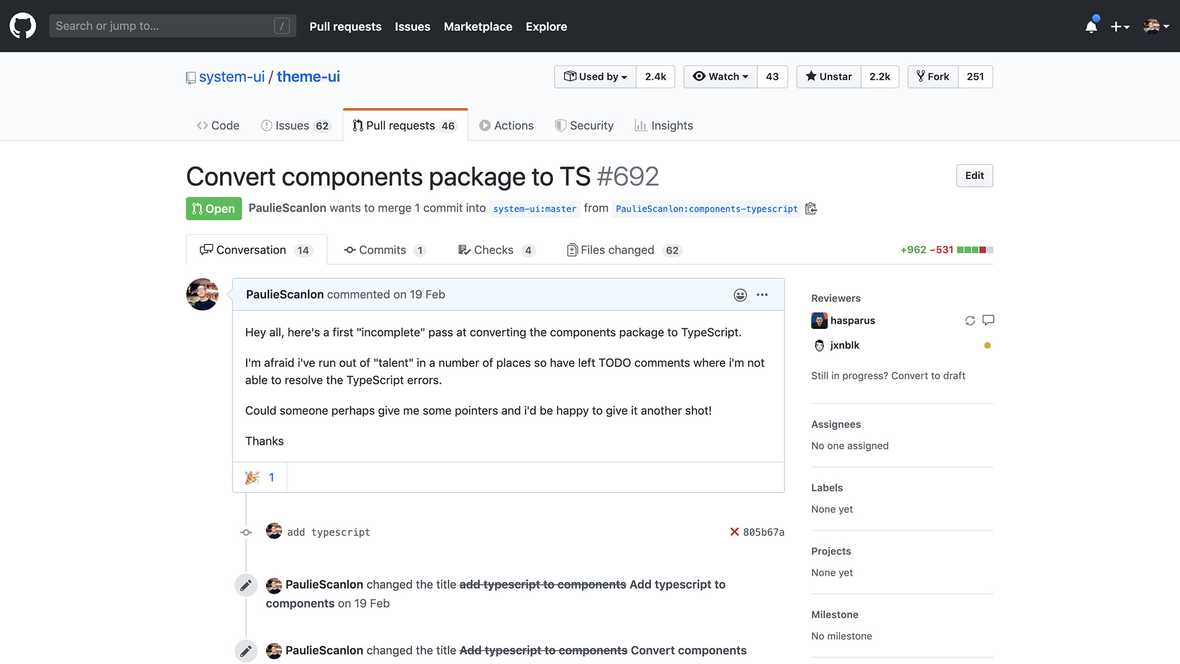 Search or jump to... /
Pull requests Issues Marketplace Explore
system-ui / theme-ui
Used by 2.4k Watch 43 Unstar 2.2k Fork 251
Code Issues 62 Pull requests 46 Actions Security Insights
Convert components package to TS #692
Edit
Open PaulieScanlon wants to merge 1 commit into system-ui:master from PaulieScanlon:components-typescript
Conversation 14 Commits 1 Checks 4 Files changed 62
+962 −531
PaulieScanlon commented on 19 Feb
Hey all, here's a first "incomplete" pass at converting the components package to TypeScript.
I'm afraid i've run out of "talent" in a number of places so have left TODO comments where i'm not
able to resolve the TypeScript errors.
Could someone perhaps give me some pointers and i'd be happy to give it another shot!
Thanks
🎉 1
add typescript 805b67a
PaulieScanlon changed the title add typescript to components Add typescript to
components on 19 Feb
PaulieScanlon changed the title Add typescript to components Convert components
Reviewers
hasparus
jxnblk
Still in progress? Convert to draft
Assignees
No one assigned
Labels
None yet
Projects
None yet
Milestone
No milestone